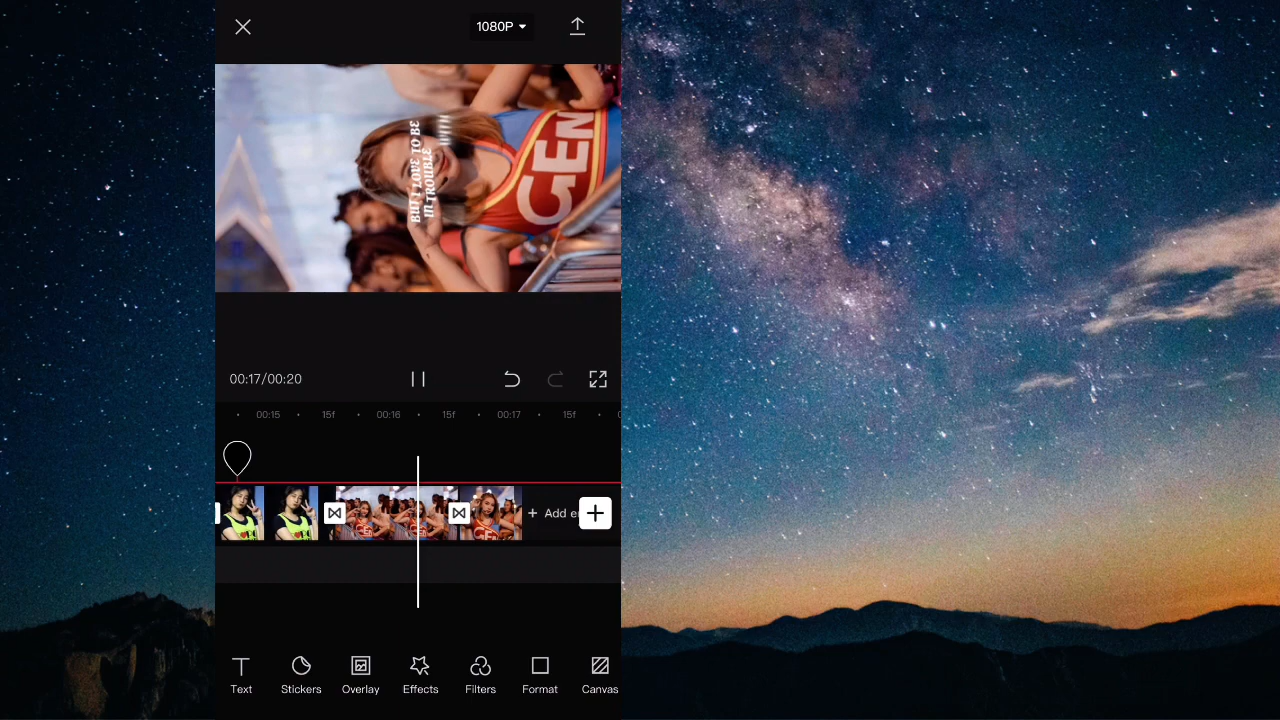 1080P
BUT I LOVE TO BE
IN TROUBLE
GEN
00:17/00:20
00:15 15f 00:16 15f 00:17 15f
+ Add
Text Stickers Overlay Effects Filters Format Canvas